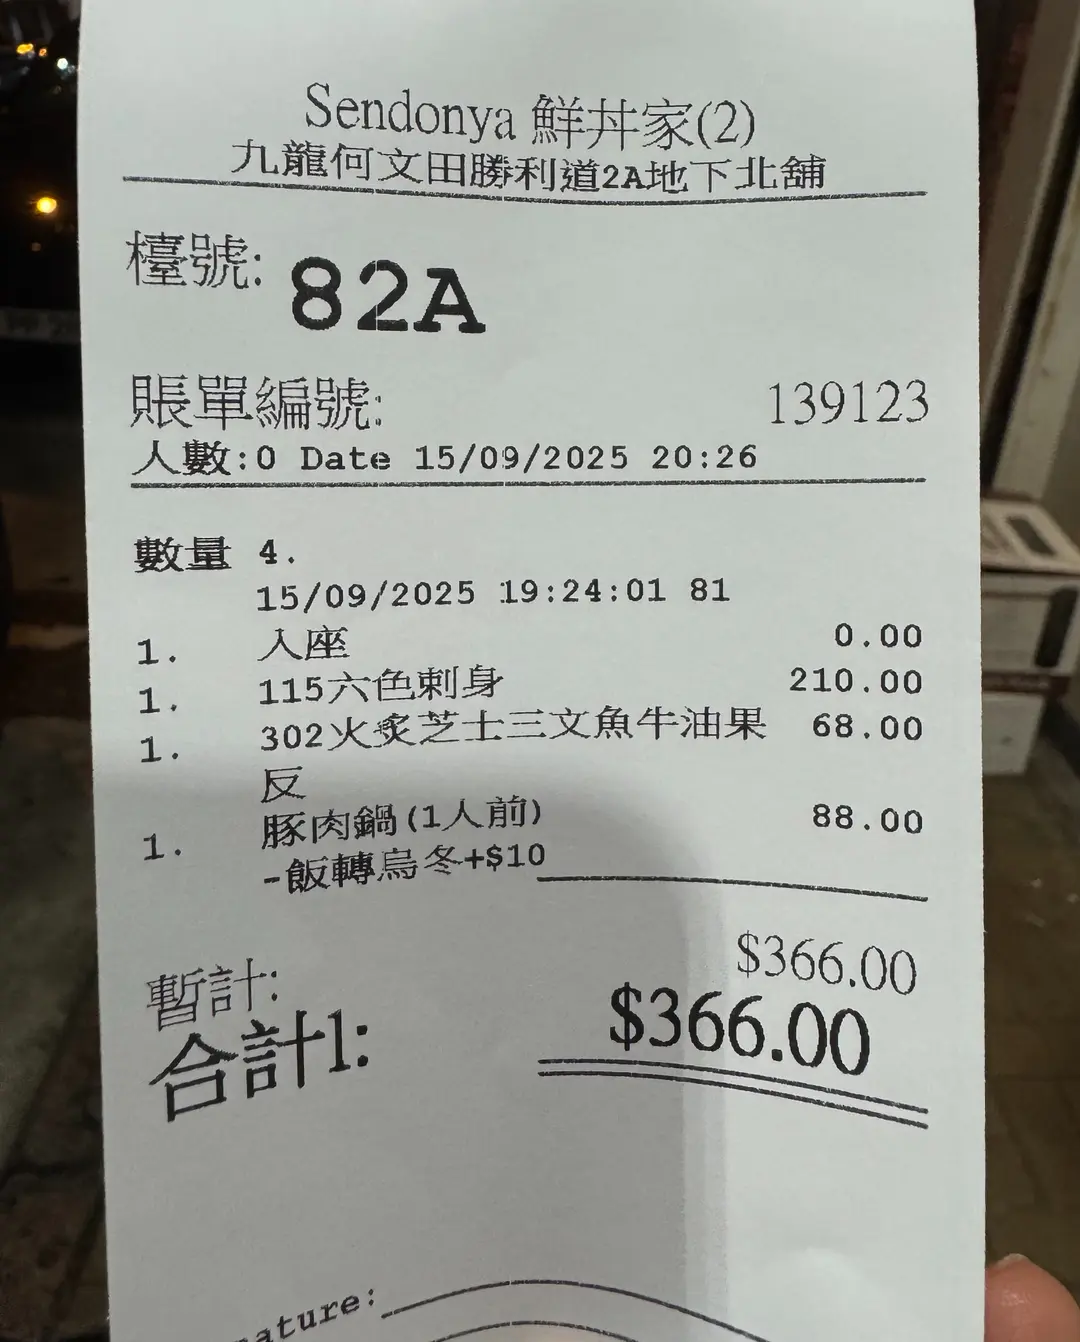 Sendonya 鮮丼家(2)
九龍何文田勝利道2A地下北舖
檯號: 82A
賬單編號: 139123
人數:0 Date 15/09/2025 20:26
數量 4.
15/09/2025 19:24:01 81
1. 入座 0.00
1. 115六色刺身 210.00
1. 302火炙芝士三文魚牛油果 68.00
反
1. 豚肉鍋(1人前) 88.00
-飯轉烏冬+$10
暫計: $366.00
合計1: $366.00
ature: